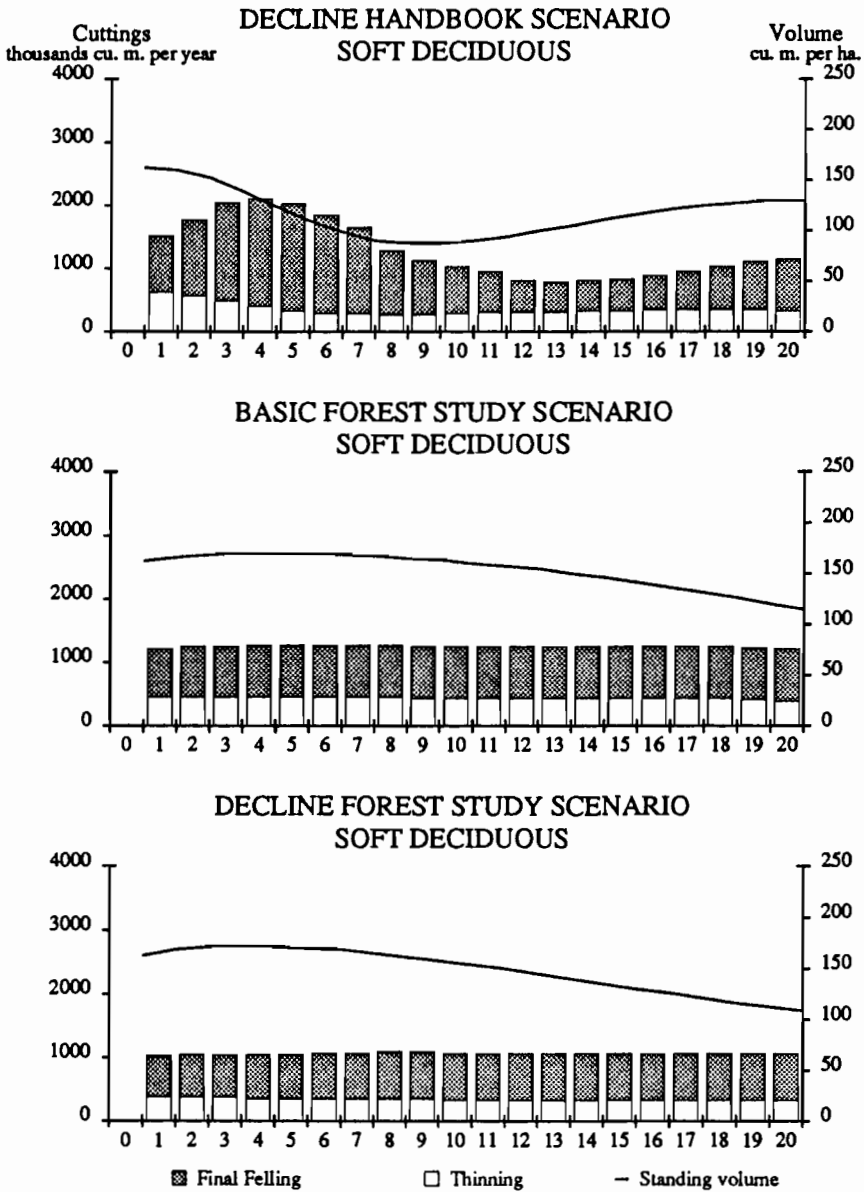 DECLINE HANDBOOK SCENARIO
SOFT DECIDUOUS
Cuttings
thousands cu. m. per year
Volume
cu. m. per ha.
4000
3000
2000
1000
0
250
200
150
100
50
0
0 1 2 3 4 5 6 7 8 9 10 11 12 13 14 15 16 17 18 19 20
BASIC FOREST STUDY SCENARIO
SOFT DECIDUOUS
4000
3000
2000
1000
0
250
200
150
100
50
0
0 1 2 3 4 5 6 7 8 9 10 11 12 13 14 15 16 17 18 19 20
DECLINE FOREST STUDY SCENARIO
SOFT DECIDUOUS
4000
3000
2000
1000
0
250
200
150
100
50
0
0 1 2 3 4 5 6 7 8 9 10 11 12 13 14 15 16 17 18 19 20
Final Felling Thinning Standing volume